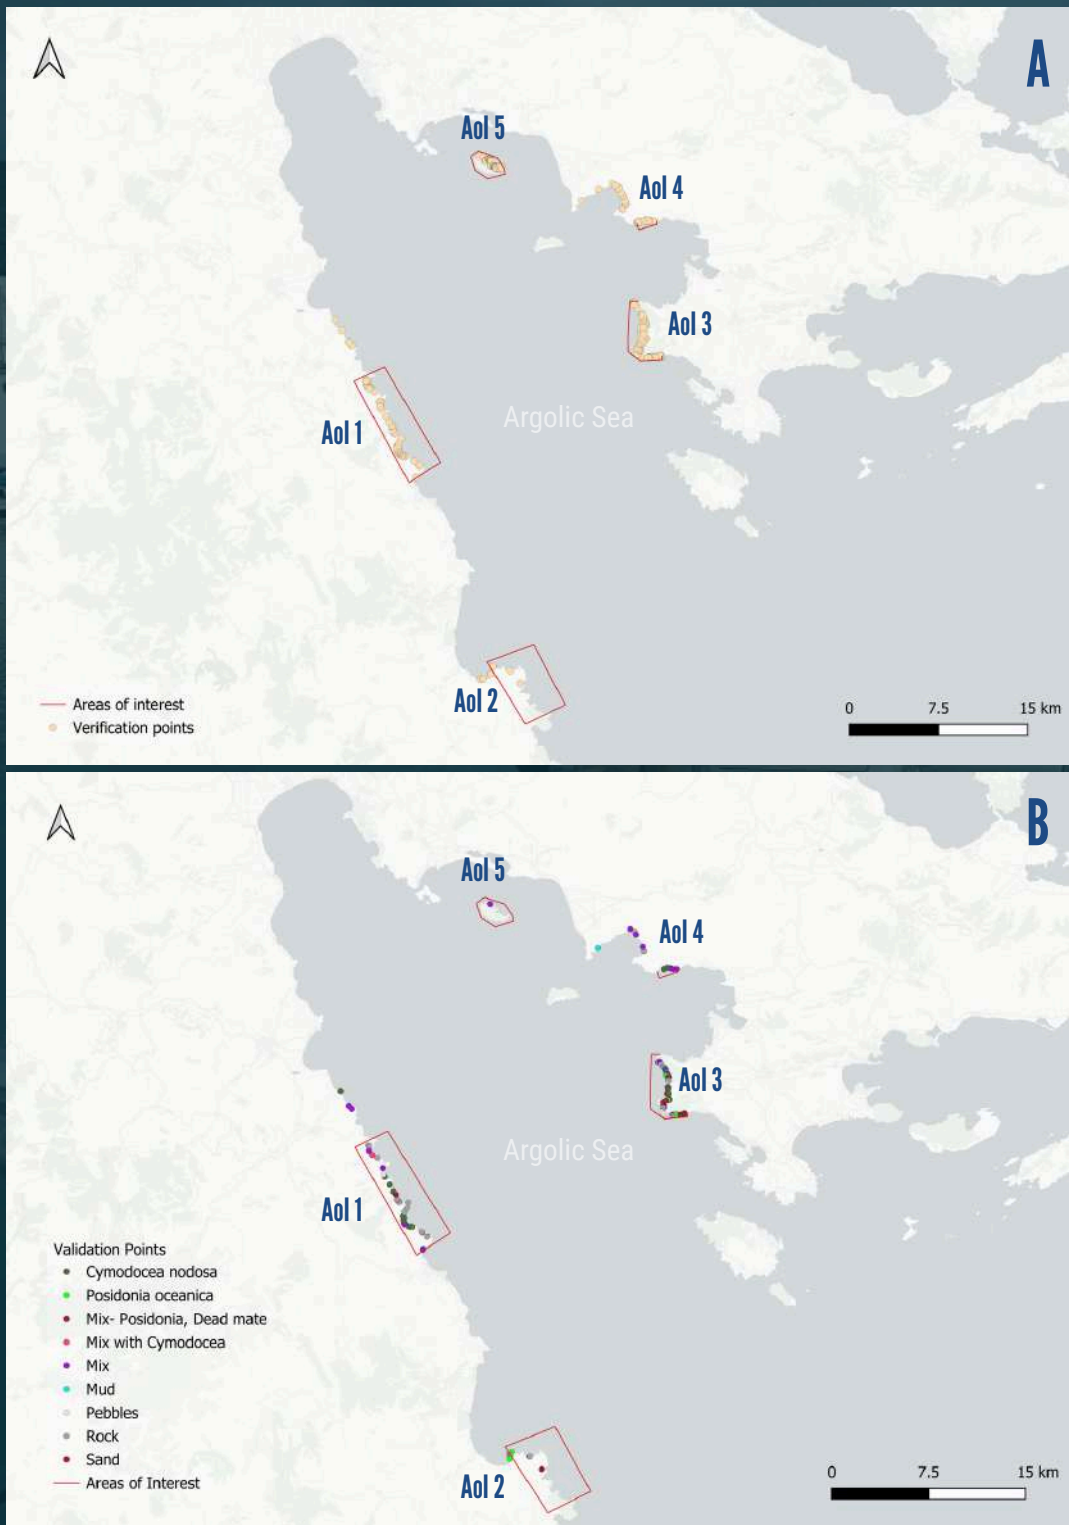 A
AoI 5
AoI 4
AoI 3
Argolic Sea
AoI 1
AoI 2
Areas of interest
Verification points
0 7.5 15 km
B
AoI 5
AoI 4
AoI 3
Argolic Sea
AoI 1
Validation Points
Cymodocea nodosa
Posidonia oceanica
Mix- Posidonia, Dead mate
Mix with Cymodocea
Mix
Mud
Pebbles
Rock
Sand
Areas of Interest
AoI 2
0 7.5 15 km